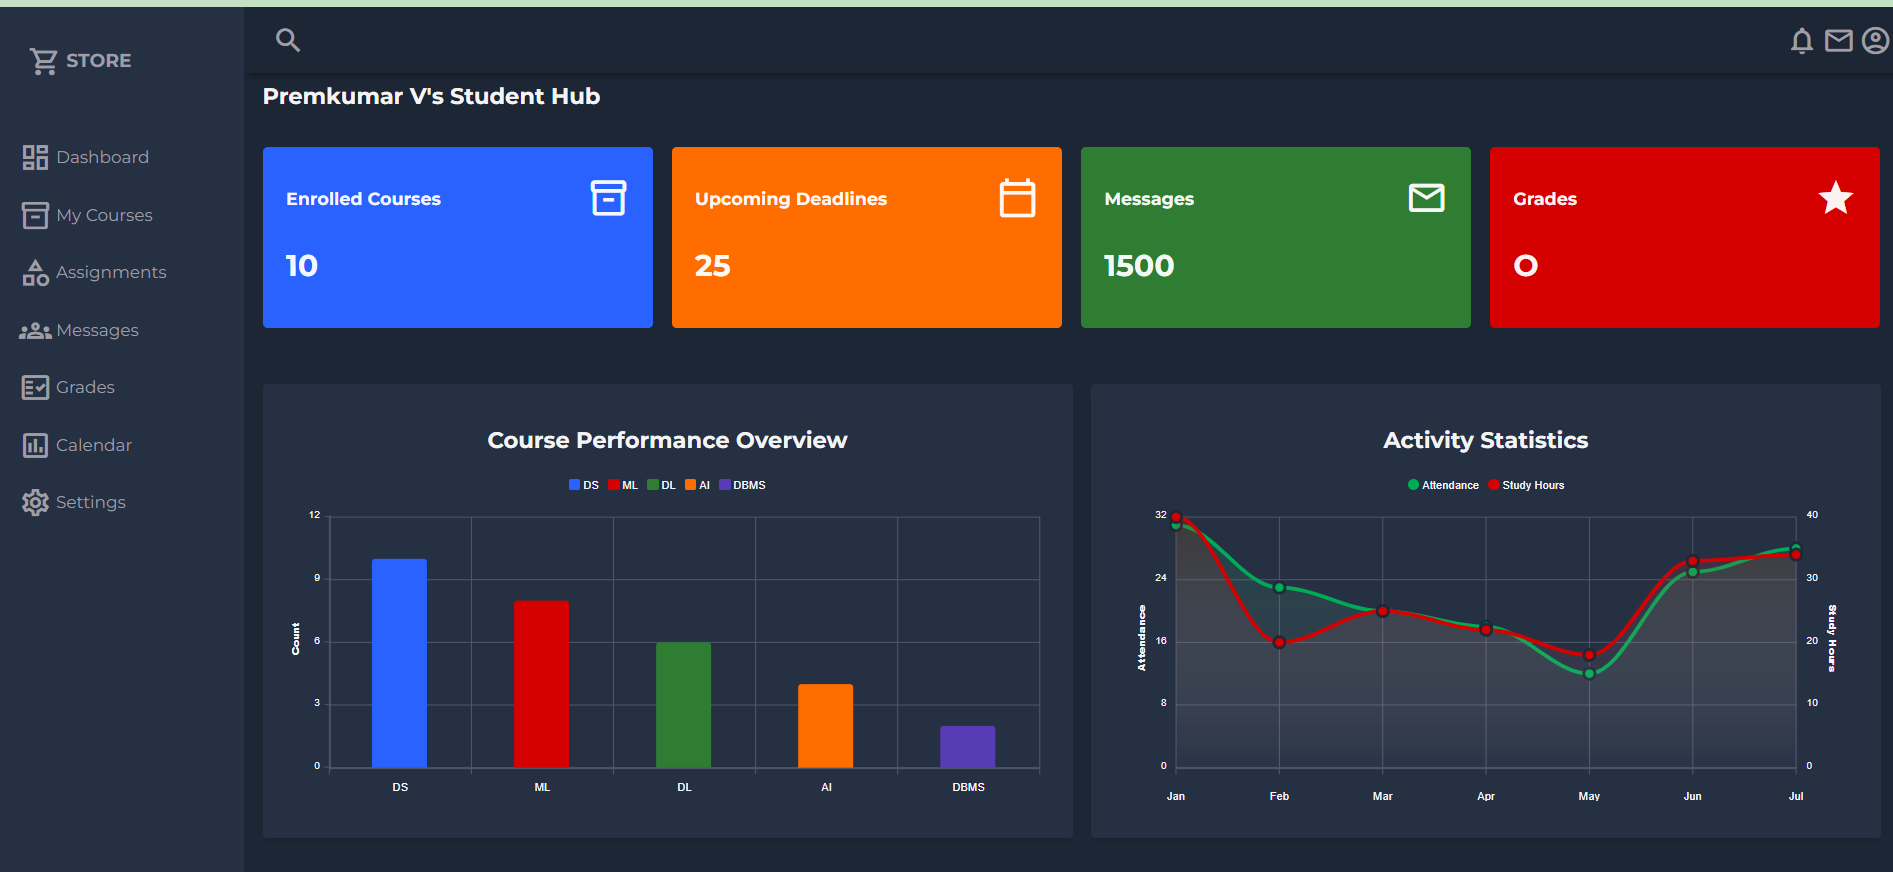 STORE
Dashboard
My Courses
Assignments
Messages
Grades
Calendar
Settings
Premkumar V's Student Hub
Enrolled Courses
10
Upcoming Deadlines
25
Messages
1500
Grades
O
Course Performance Overview
DS ML DL AI DBMS
Count
12
9
6
3
0
DS ML DL AI DBMS
Activity Statistics
Attendance Study Hours
Attendance
32
24
16
8
0
40
30
20
10
0
Study Hours
Jan Feb Mar Apr May Jun Jul